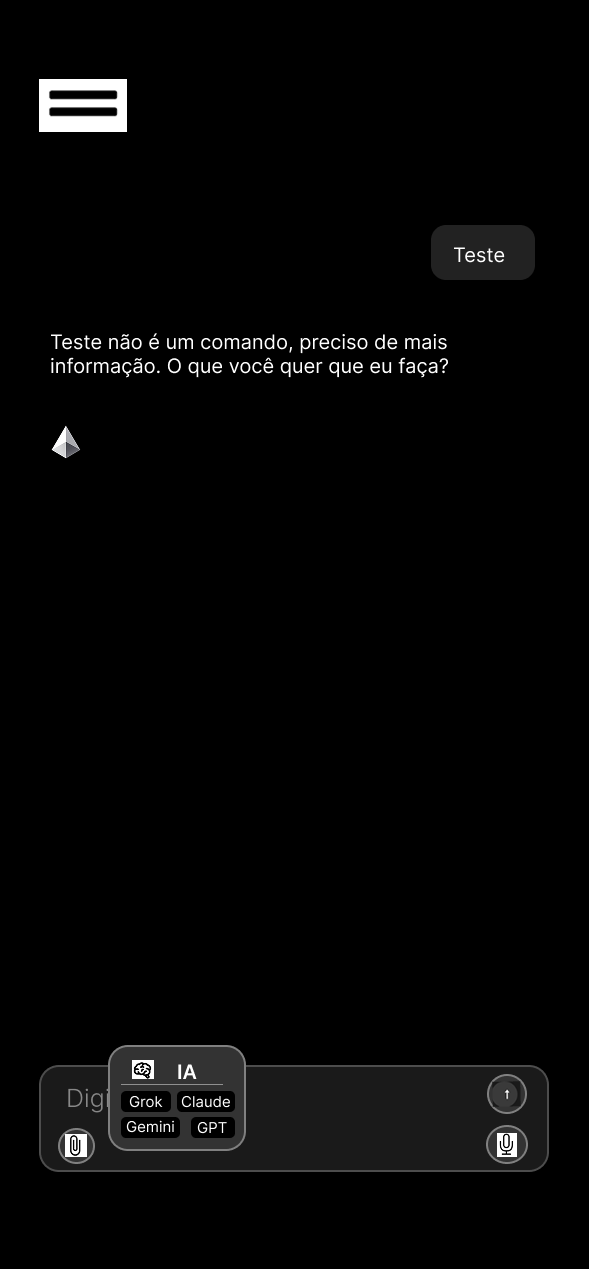 Teste
Teste não é um comando, preciso de mais
informação. O que você quer que eu faça?
IA
Digi
Grok Claude
Gemini GPT